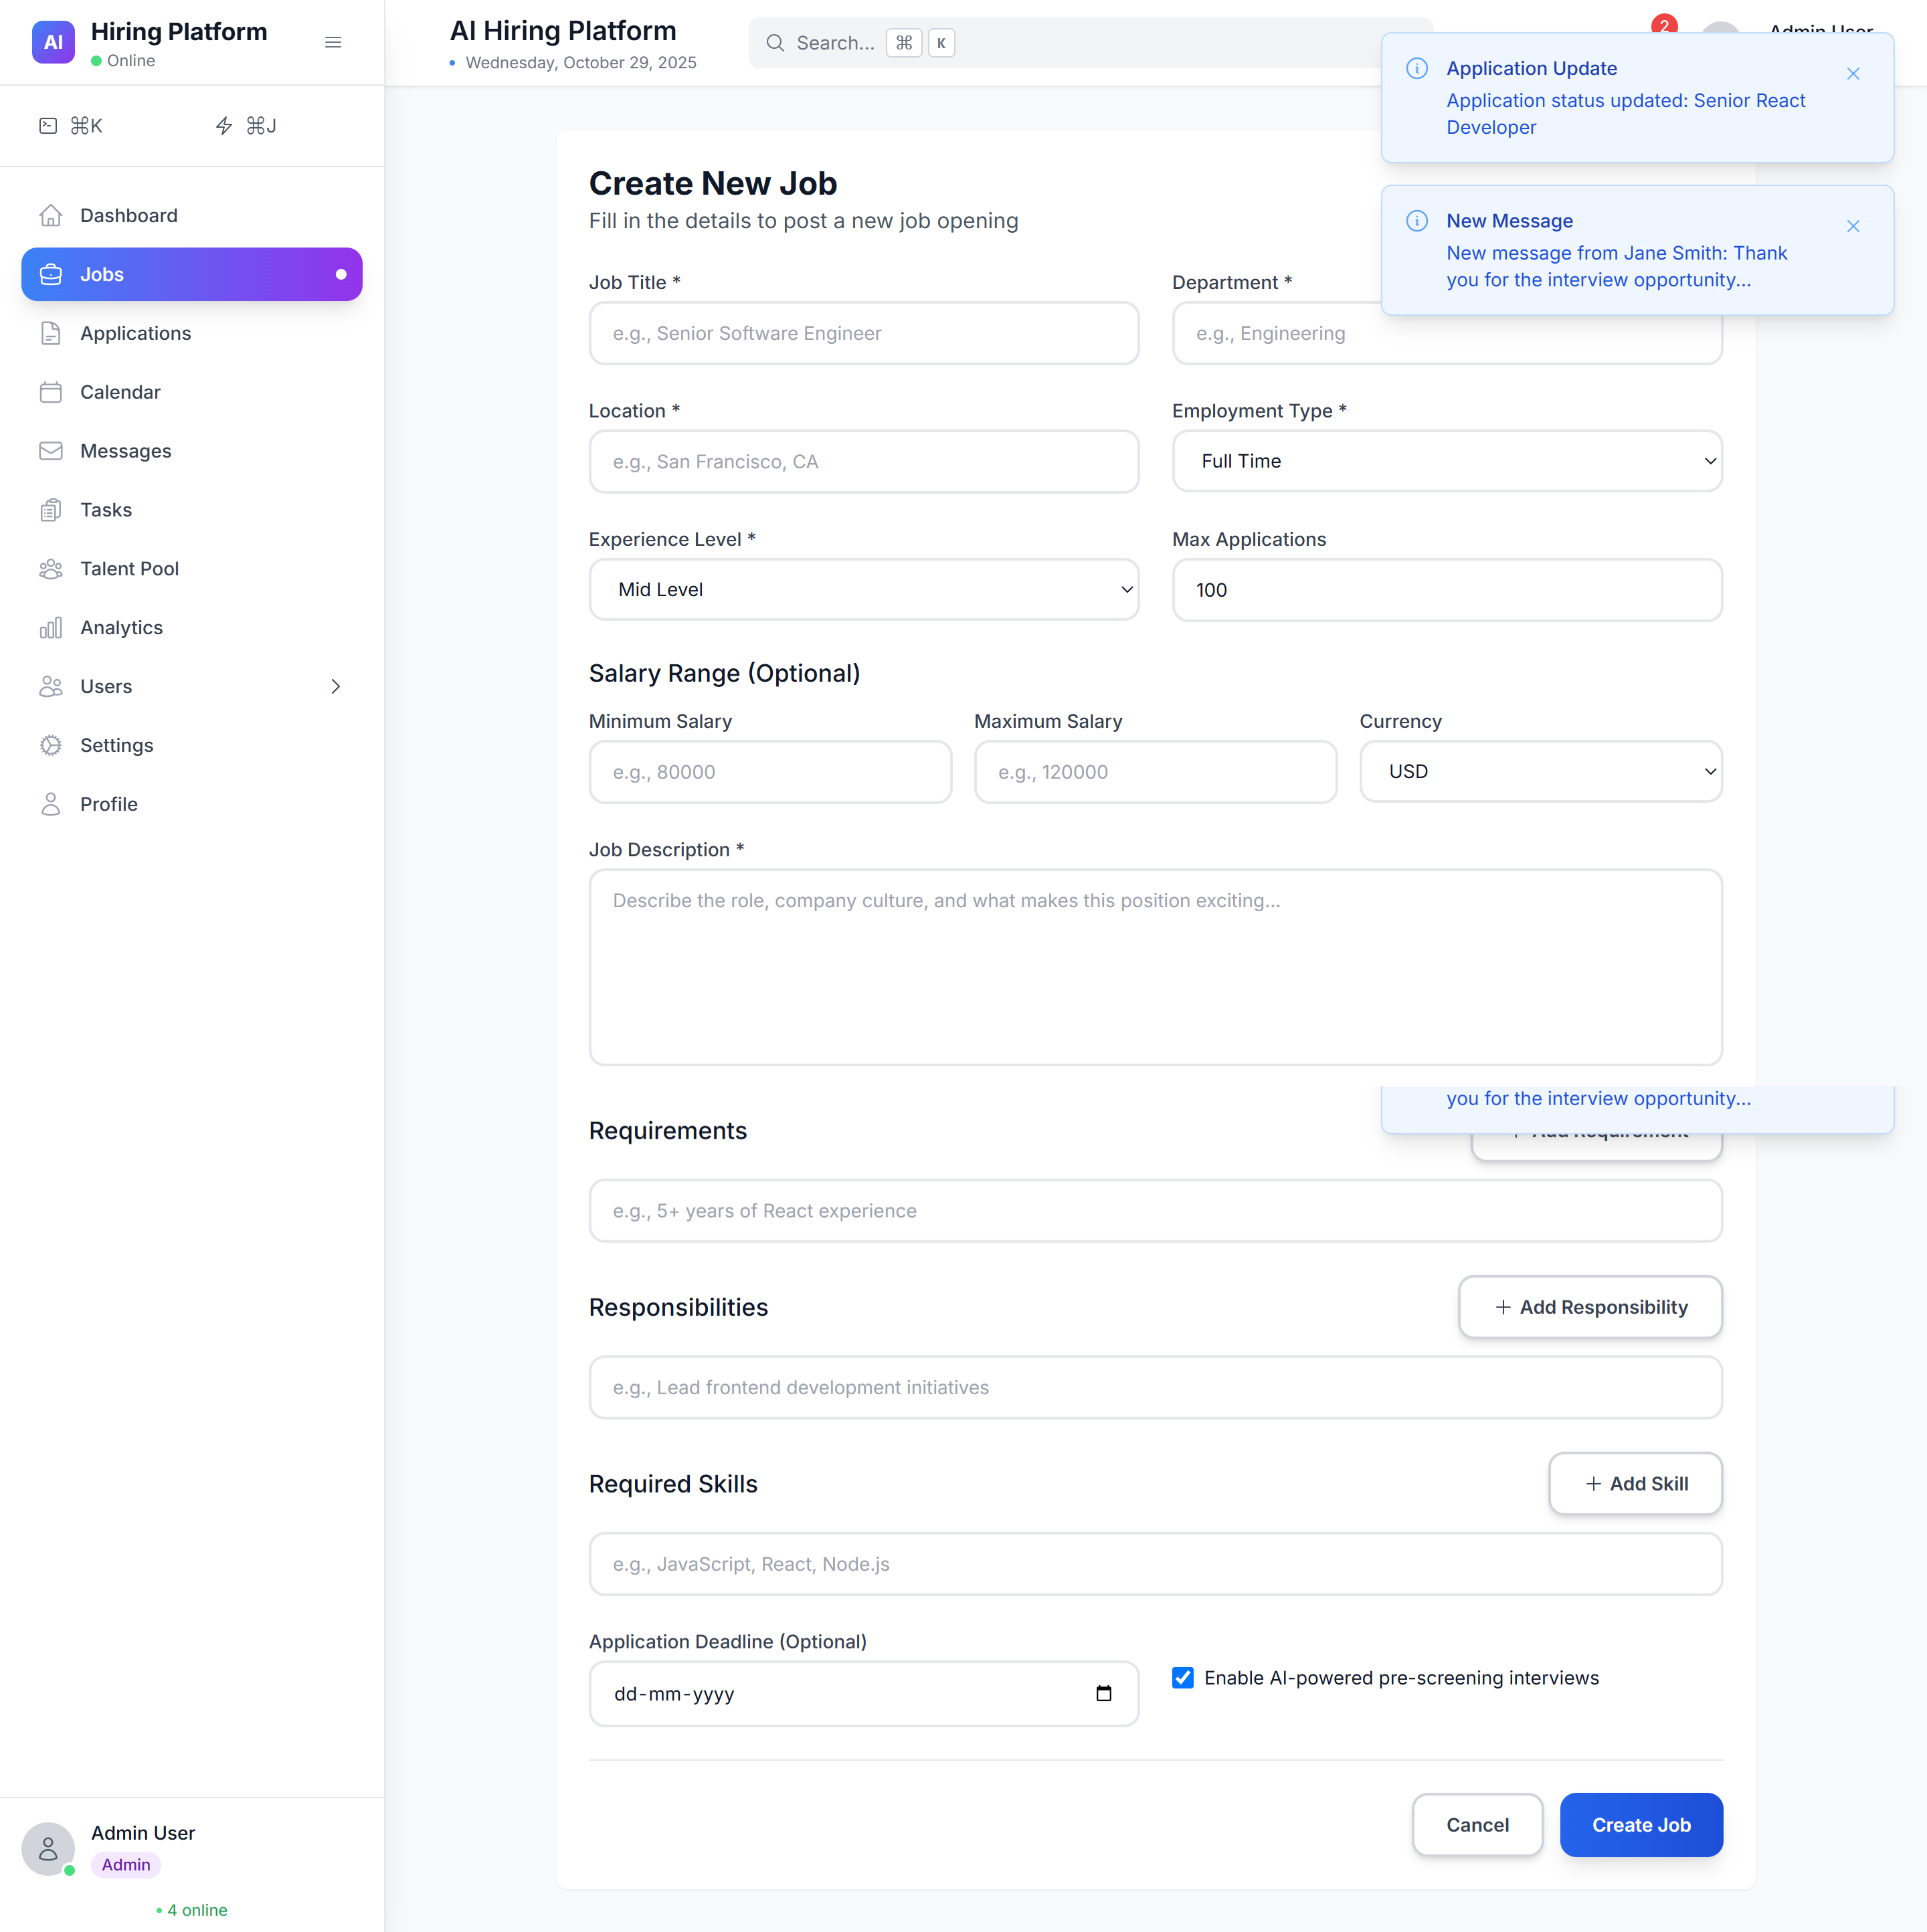 AI
Hiring Platform
Online
⌘K
⌘J
Dashboard
Jobs
Applications
Calendar
Messages
Tasks
Talent Pool
Analytics
Users
Settings
Profile
Admin User
Admin
• 4 online
AI Hiring Platform
• Wednesday, October 29, 2025
Search... ⌘ K
2
Admin User
Application Update
Application status updated: Senior React
Developer
New Message
New message from Jane Smith: Thank
you for the interview opportunity...
Create New Job
Fill in the details to post a new job opening
Job Title *
e.g., Senior Software Engineer
Department *
e.g., Engineering
Location *
e.g., San Francisco, CA
Employment Type *
Full Time
Experience Level *
Mid Level
Max Applications
100
Salary Range (Optional)
Minimum Salary
e.g., 80000
Maximum Salary
e.g., 120000
Currency
USD
Job Description *
Describe the role, company culture, and what makes this position exciting...
you for the interview opportunity...
Requirements
+ Add Requirement
e.g., 5+ years of React experience
Responsibilities
+ Add Responsibility
e.g., Lead frontend development initiatives
Required Skills
+ Add Skill
e.g., JavaScript, React, Node.js
Application Deadline (Optional)
dd-mm-yyyy
Enable AI-powered pre-screening interviews
Cancel
Create Job